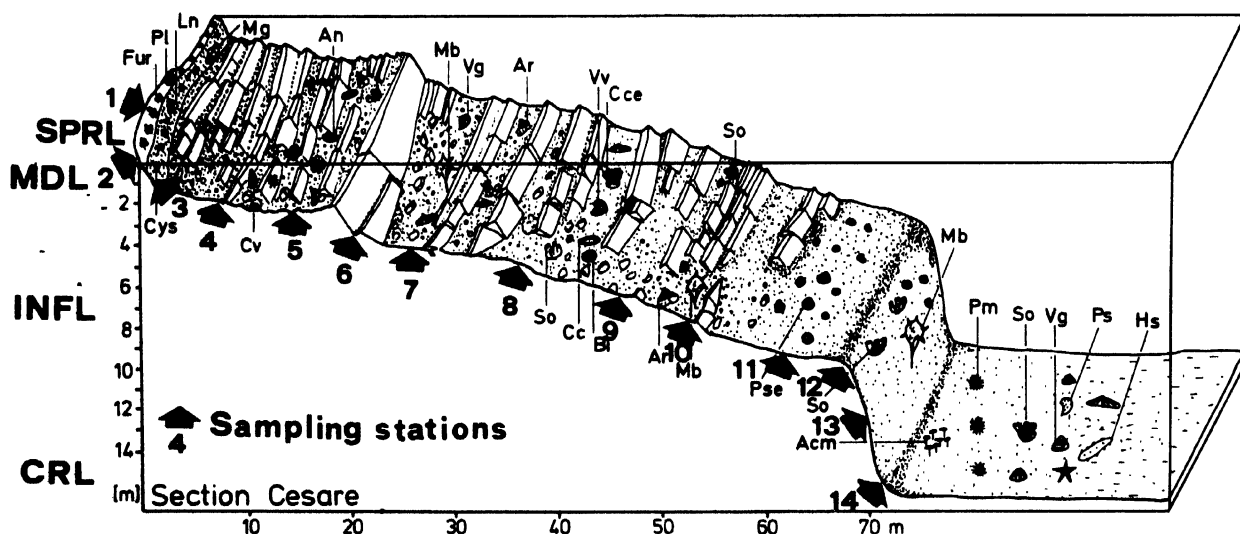 Fur Pl Ln Mg An Mb Vg Ar Vv Cce So
1
SPRL
MDL 2
2
Cys 3 4 Cv 5 6 7 8 So Cc 9 Bl Ar 10 Mb 11 Pse 12 So 13 Acm 14
Mb Pm So Vg Ps Hs
4
INFL
6
8
10
12
14
CRL
[m] Section Cesare
4 Sampling stations
10 20 30 40 50 60 70 m